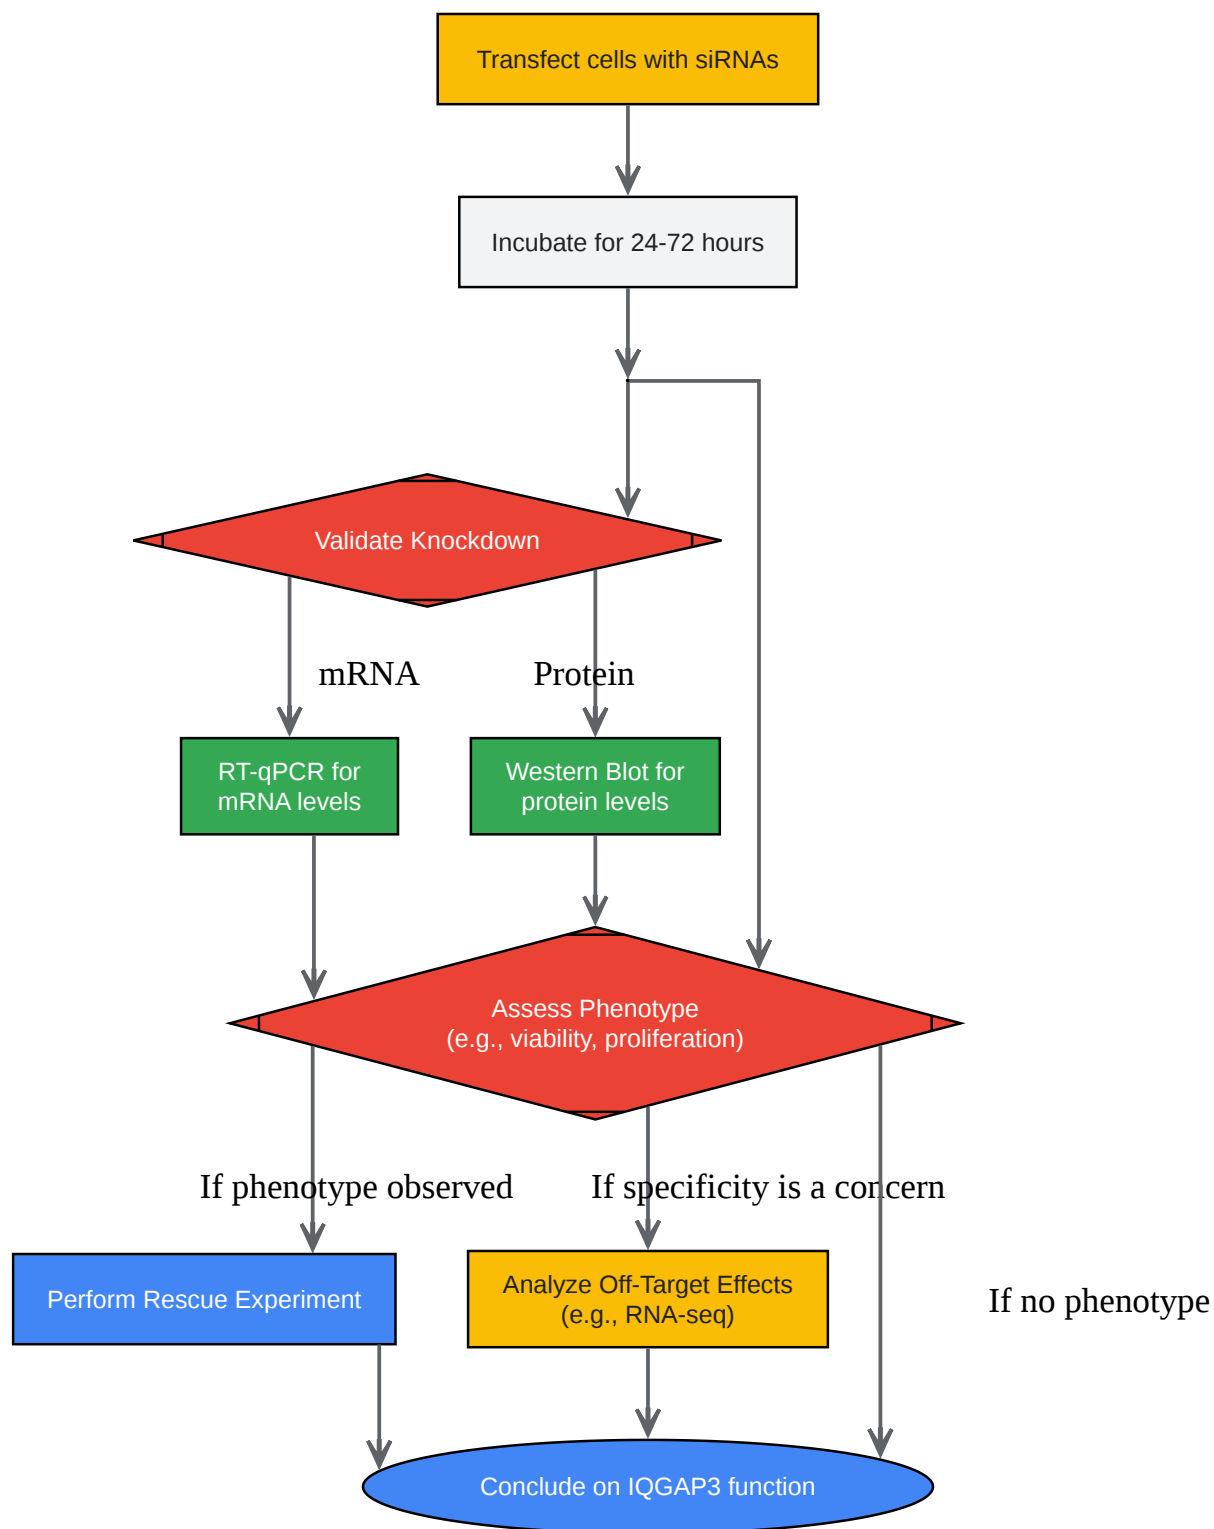 Transfect cells with siRNAs
Incubate for 24-72 hours
Validate Knockdown
mRNA
Protein
RT-qPCR for
mRNA levels
Western Blot for
protein levels
Assess Phenotype
(e.g., viability, proliferation)
If phenotype observed
If specificity is a concern
Perform Rescue Experiment
Analyze Off-Target Effects
(e.g., RNA-seq)
If no phenotype
Conclude on IQGAP3 function